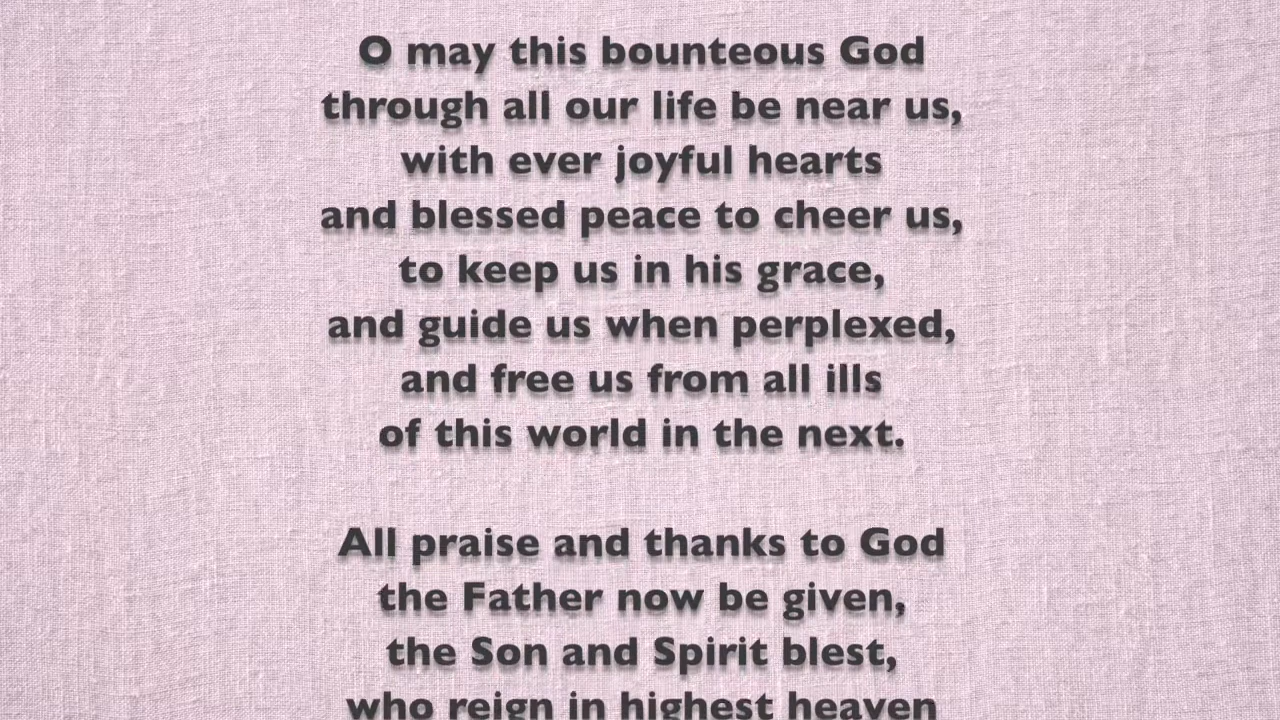 O may this bounteous God
through all our life be near us,
with ever joyful hearts
and blessed peace to cheer us,
to keep us in his grace,
and guide us when perplexed,
and free us from all ills
of this world in the next.
All praise and thanks to God
the Father now be given,
the Son and Spirit blest,
who reign in highest heaven